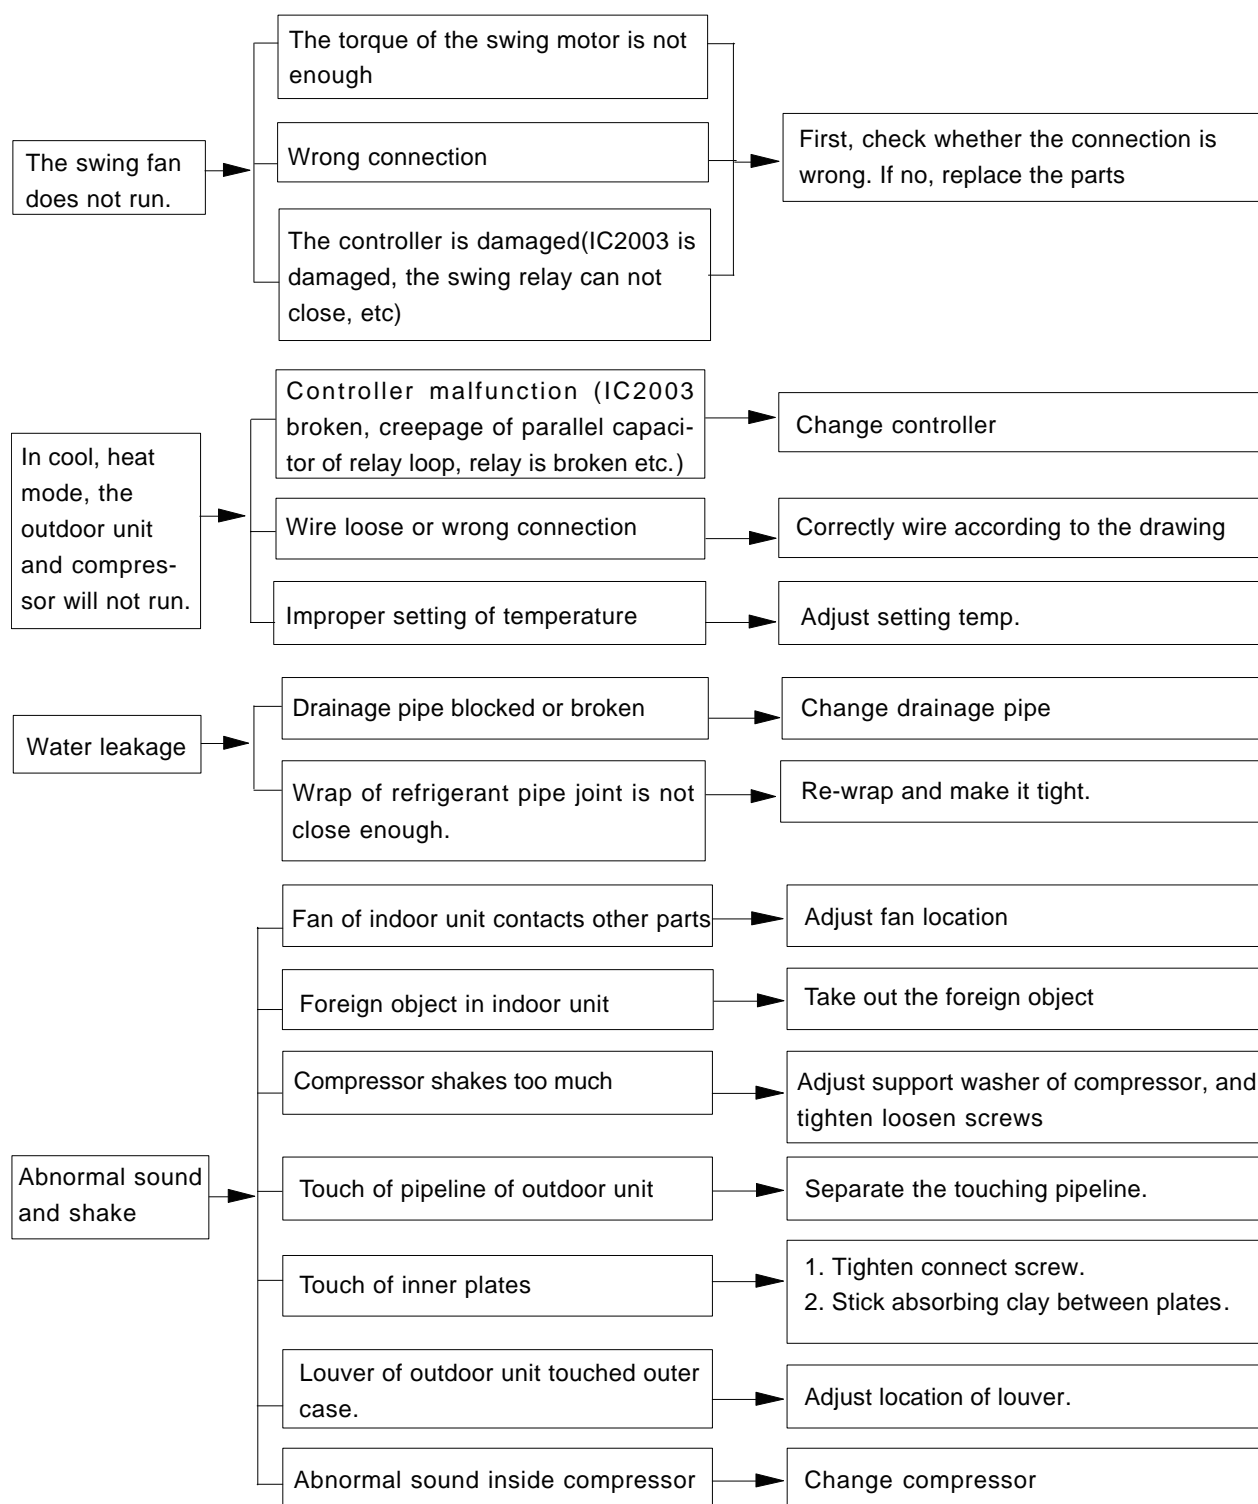 The torque of the swing motor is not
enough
The swing fan
does not run.
Wrong connection
First, check whether the connection is
wrong. If no, replace the parts
The controller is damaged(IC2003 is
damaged, the swing relay can not
close, etc)
In cool, heat
mode, the
outdoor unit
and compres-
sor will not run.
Controller malfunction (IC2003
broken, creepage of parallel capaci-
tor of relay loop, relay is broken etc.)
Change controller
Wire loose or wrong connection
Correctly wire according to the drawing
Improper setting of temperature
Adjust setting temp.
Water leakage
Drainage pipe blocked or broken
Change drainage pipe
Wrap of refrigerant pipe joint is not
close enough.
Re-wrap and make it tight.
Abnormal sound
and shake
Fan of indoor unit contacts other parts
Adjust fan location
Foreign object in indoor unit
Take out the foreign object
Compressor shakes too much
Adjust support washer of compressor, and
tighten loosen screws
Touch of pipeline of outdoor unit
Separate the touching pipeline.
Touch of inner plates
1. Tighten connect screw.
2. Stick absorbing clay between plates.
Louver of outdoor unit touched outer
case.
Adjust location of louver.
Abnormal sound inside compressor
Change compressor